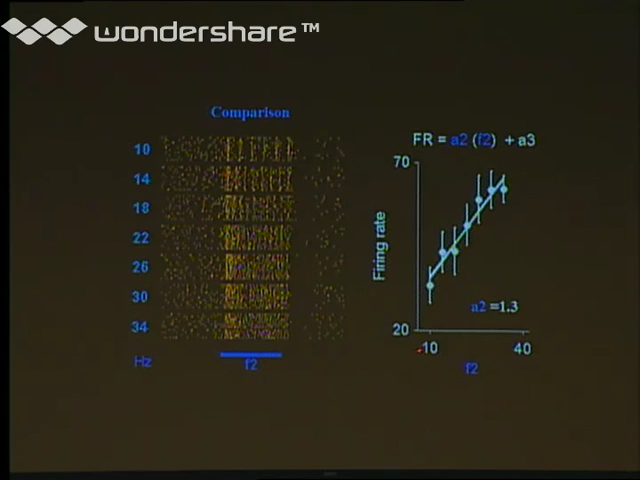 wondershare™
Comparison
10
14
18
22
26
30
34
Hz
f2
FR = a2 (f2) + a3
70
Firing rate
20
a2 =1.3
10
40
f2